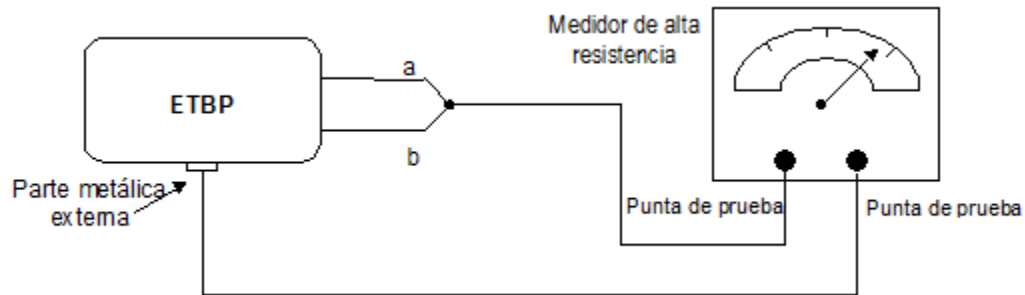 Medidor de alta
resistencia
a
ETBP
b
Parte metálica
externa
Punta de prueba
Punta de prueba